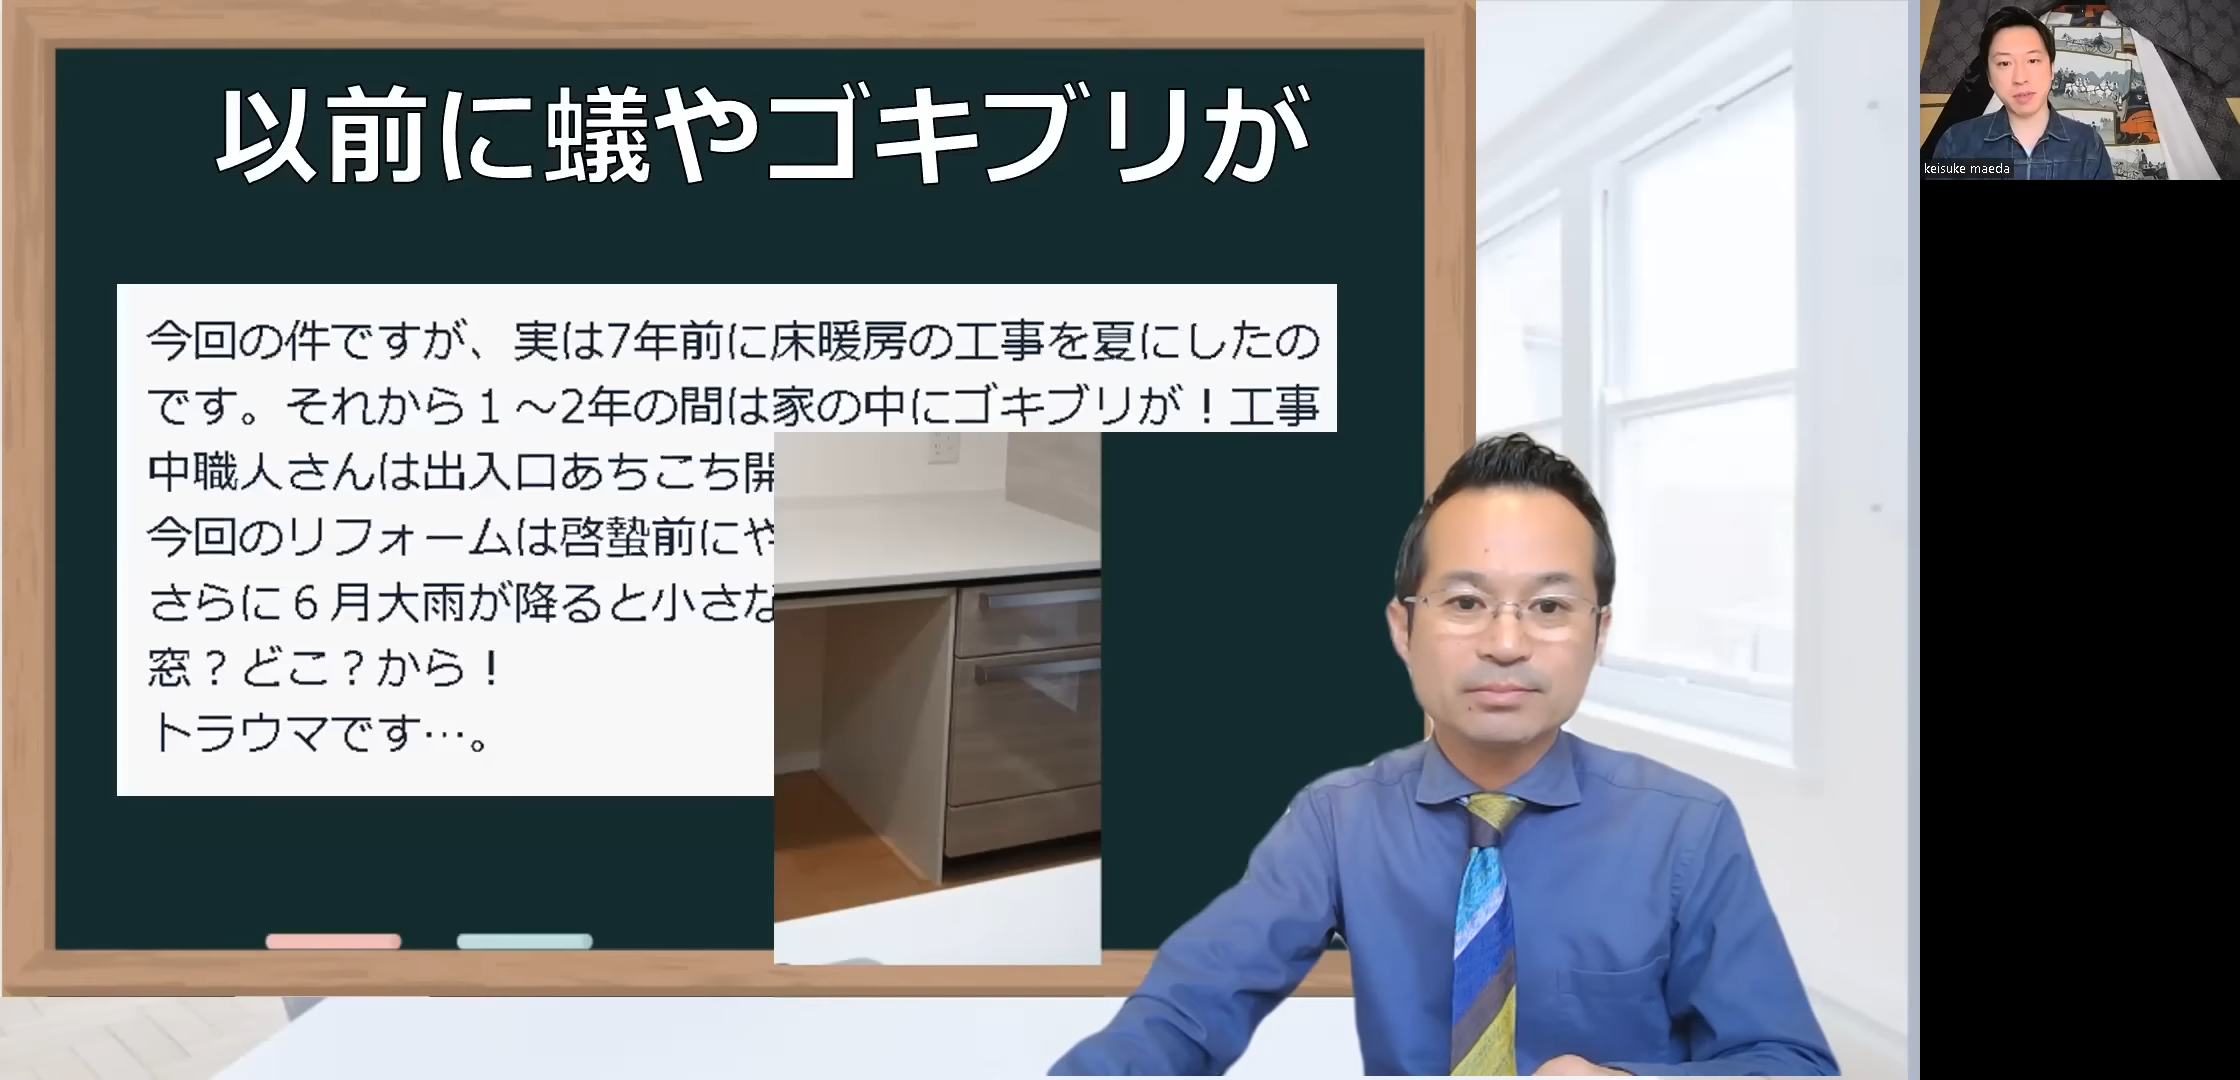 以前に蟻やゴキブリが
今回の件ですが、実は7年前に床暖房の工事を夏にしたの
です。それから１～2年の間は家の中にゴキブリが！工事
中職人さんは出入口あちこち開
今回のリフォームは啓蟄前にや
さらに６月大雨が降ると小さな
窓？どこ？から！
トラウマです…。
keisuke maeda